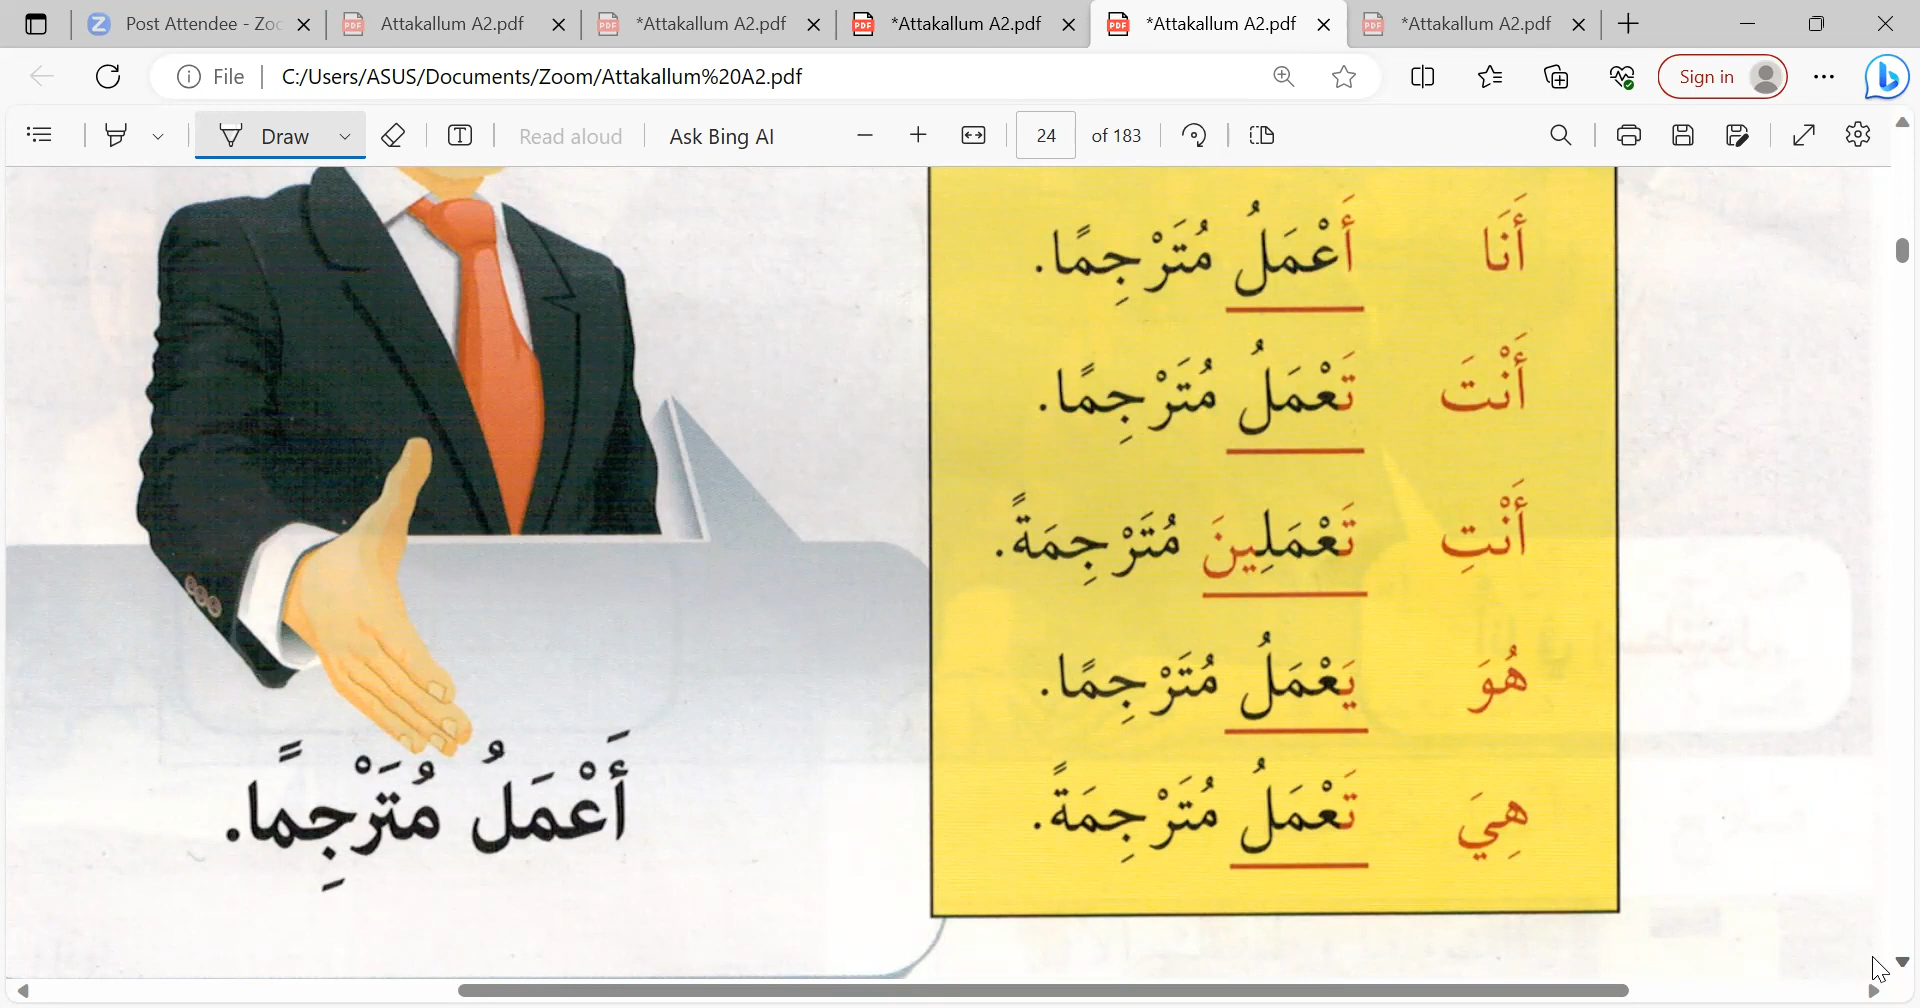 Post Attendee - Zoo
Attakallum A2.pdf
*Attakallum A2.pdf
*Attakallum A2.pdf
*Attakallum A2.pdf
*Attakallum A2.pdf
File
C:/Users/ASUS/Documents/Zoom/Attakallum%20A2.pdf
Sign in
Draw
Read aloud
Ask Bing AI
24 of 183
أَنَا أَعْمَلُ مُتَرْجِمًا.
أَنْتَ تَعْمَلُ مُتَرْجِمًا.
أَنْتِ تَعْمَلِينَ مُتَرْجِمَةً.
هُوَ يَعْمَلُ مُتَرْجِمًا.
هِيَ تَعْمَلُ مُتَرْجِمَةً.
أَعْمَلُ مُتَرْجِمًا.